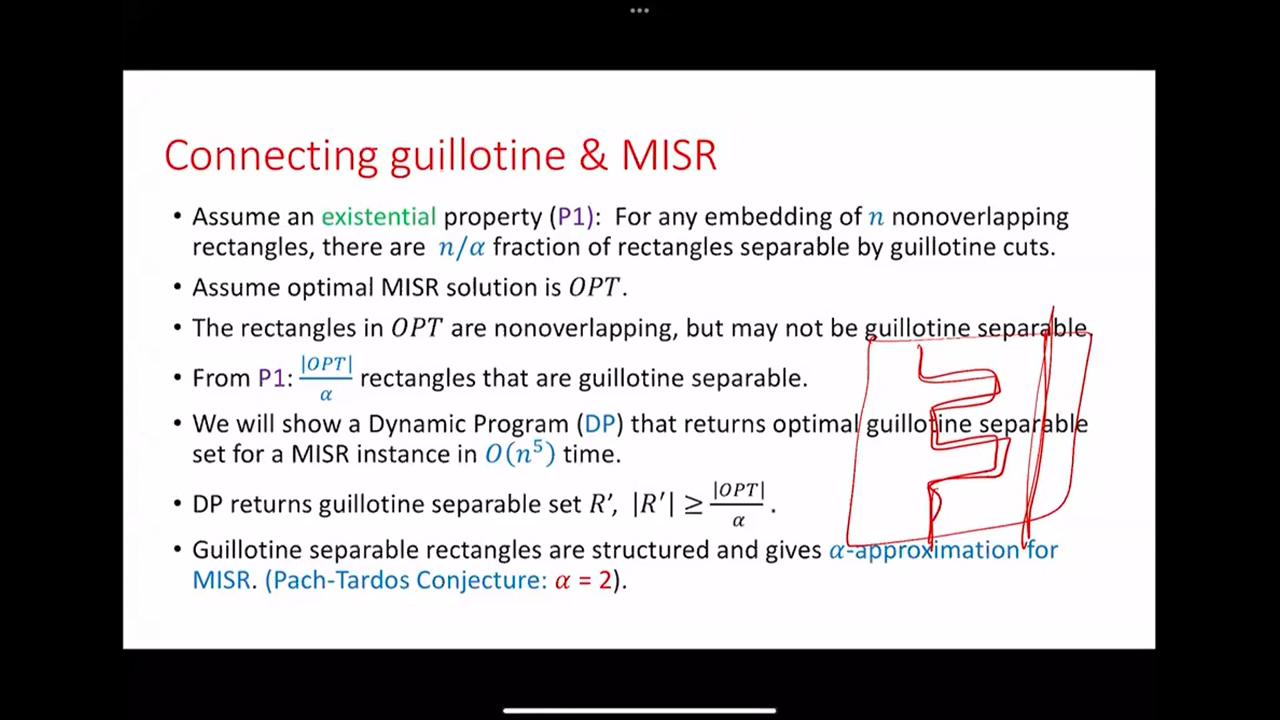 Connecting guillotine & MISR
• Assume an existential property (P1): For any embedding of n nonoverlapping
rectangles, there are n/α fraction of rectangles separable by guillotine cuts.
• Assume optimal MISR solution is OPT.
• The rectangles in OPT are nonoverlapping, but may not be guillotine separable.
• From P1: |OPT|/α rectangles that are guillotine separable.
• We will show a Dynamic Program (DP) that returns optimal guillotine separable
set for a MISR instance in O(n⁵) time.
• DP returns guillotine separable set R′, |R′| ≥ |OPT|/α.
• Guillotine separable rectangles are structured and gives α-approximation for
MISR. (Pach-Tardos Conjecture: α = 2).